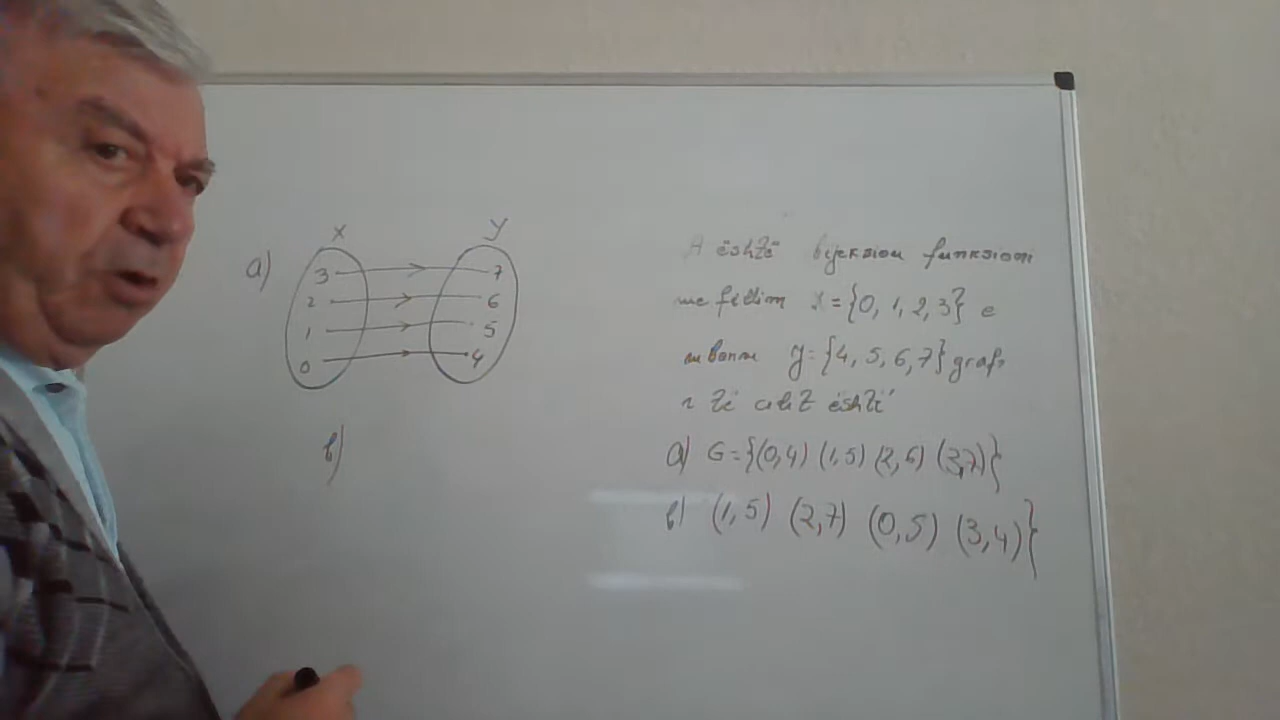 X Y
a)
3 7
2 6
1 5
0 4
b)
A është bijeksion funksioni
me fillim X = {0, 1, 2, 3} e
mbarim y = {4, 5, 6, 7} graf
i të cilit është
a) G = {(0,4) (1,5) (2,6) (3,7)}
b) (1,5) (2,7) (0,5) (3,4)}